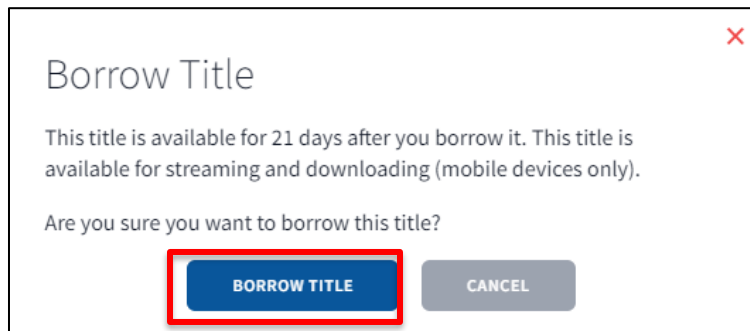 Borrow Title
This title is available for 21 days after you borrow it. This title is
available for streaming and downloading (mobile devices only).
Are you sure you want to borrow this title?
BORROW TITLE CANCEL